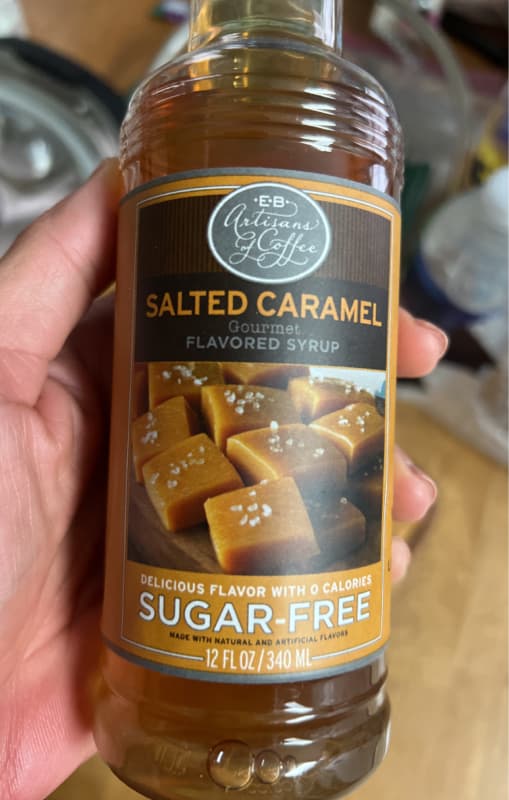 ·E·B·
Artisans
of Coffee
SALTED CARAMEL
Gourmet
FLAVORED SYRUP
DELICIOUS FLAVOR WITH 0 CALORIES
SUGAR-FREE
MADE WITH NATURAL AND ARTIFICIAL FLAVORS
12 FL OZ / 340 ML